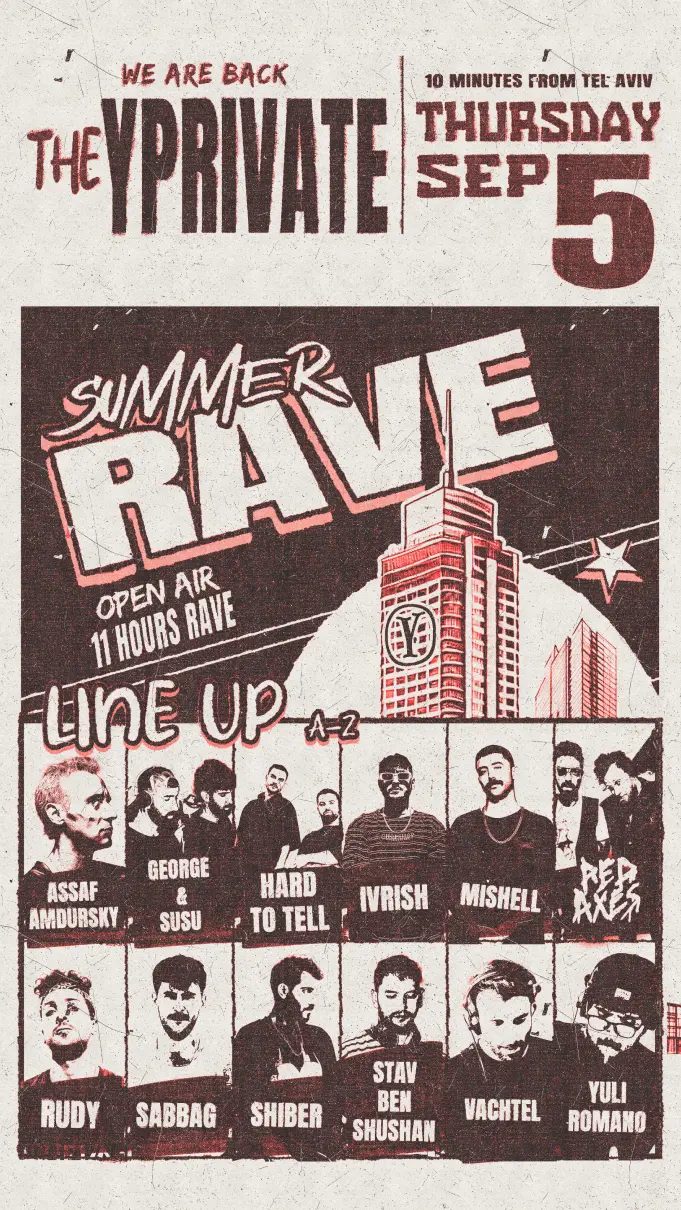 WE ARE BACK
THE YPRIVATE
10 MINUTES FROM TEL AVIV
THURSDAY
SEP 5
SUMMER
RAVE
OPEN AIR
11 HOURS RAVE
Y
LINE UP A-Z
ASSAF
AMDURSKY
GEORGE
&
SUSU
HARD
TO TELL
IVRISH
MISHELL
RED
AXES
RUDY
SABBAG
SHIBER
STAV
BEN
SHUSHAN
VACHTEL
YULI
ROMANO